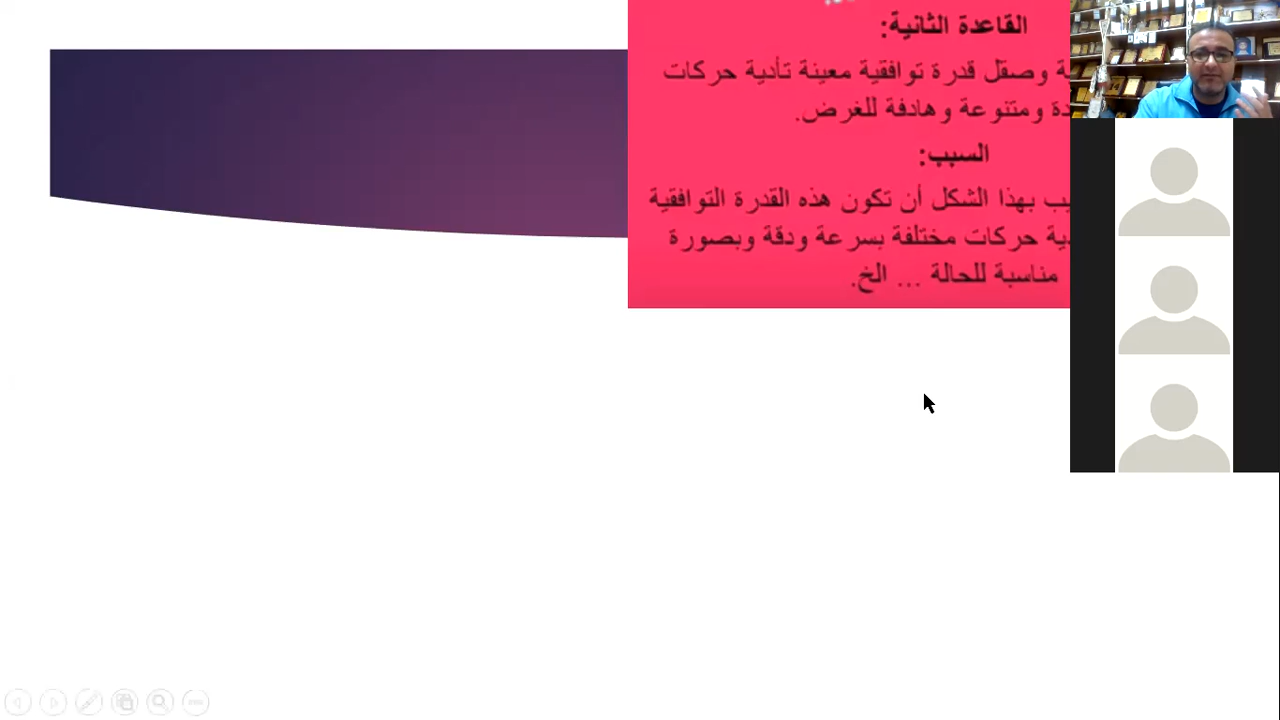 القاعدة الثانية:
وصقل قدرة توافقية معينة تأدية حركات
ومتنوعة وهادفة للغرض.
السبب:
بهذا الشكل أن تكون هذه القدرة التوافقية
حركات مختلفة بسرعة ودقة وبصورة
مناسبة للحالة ... الخ.